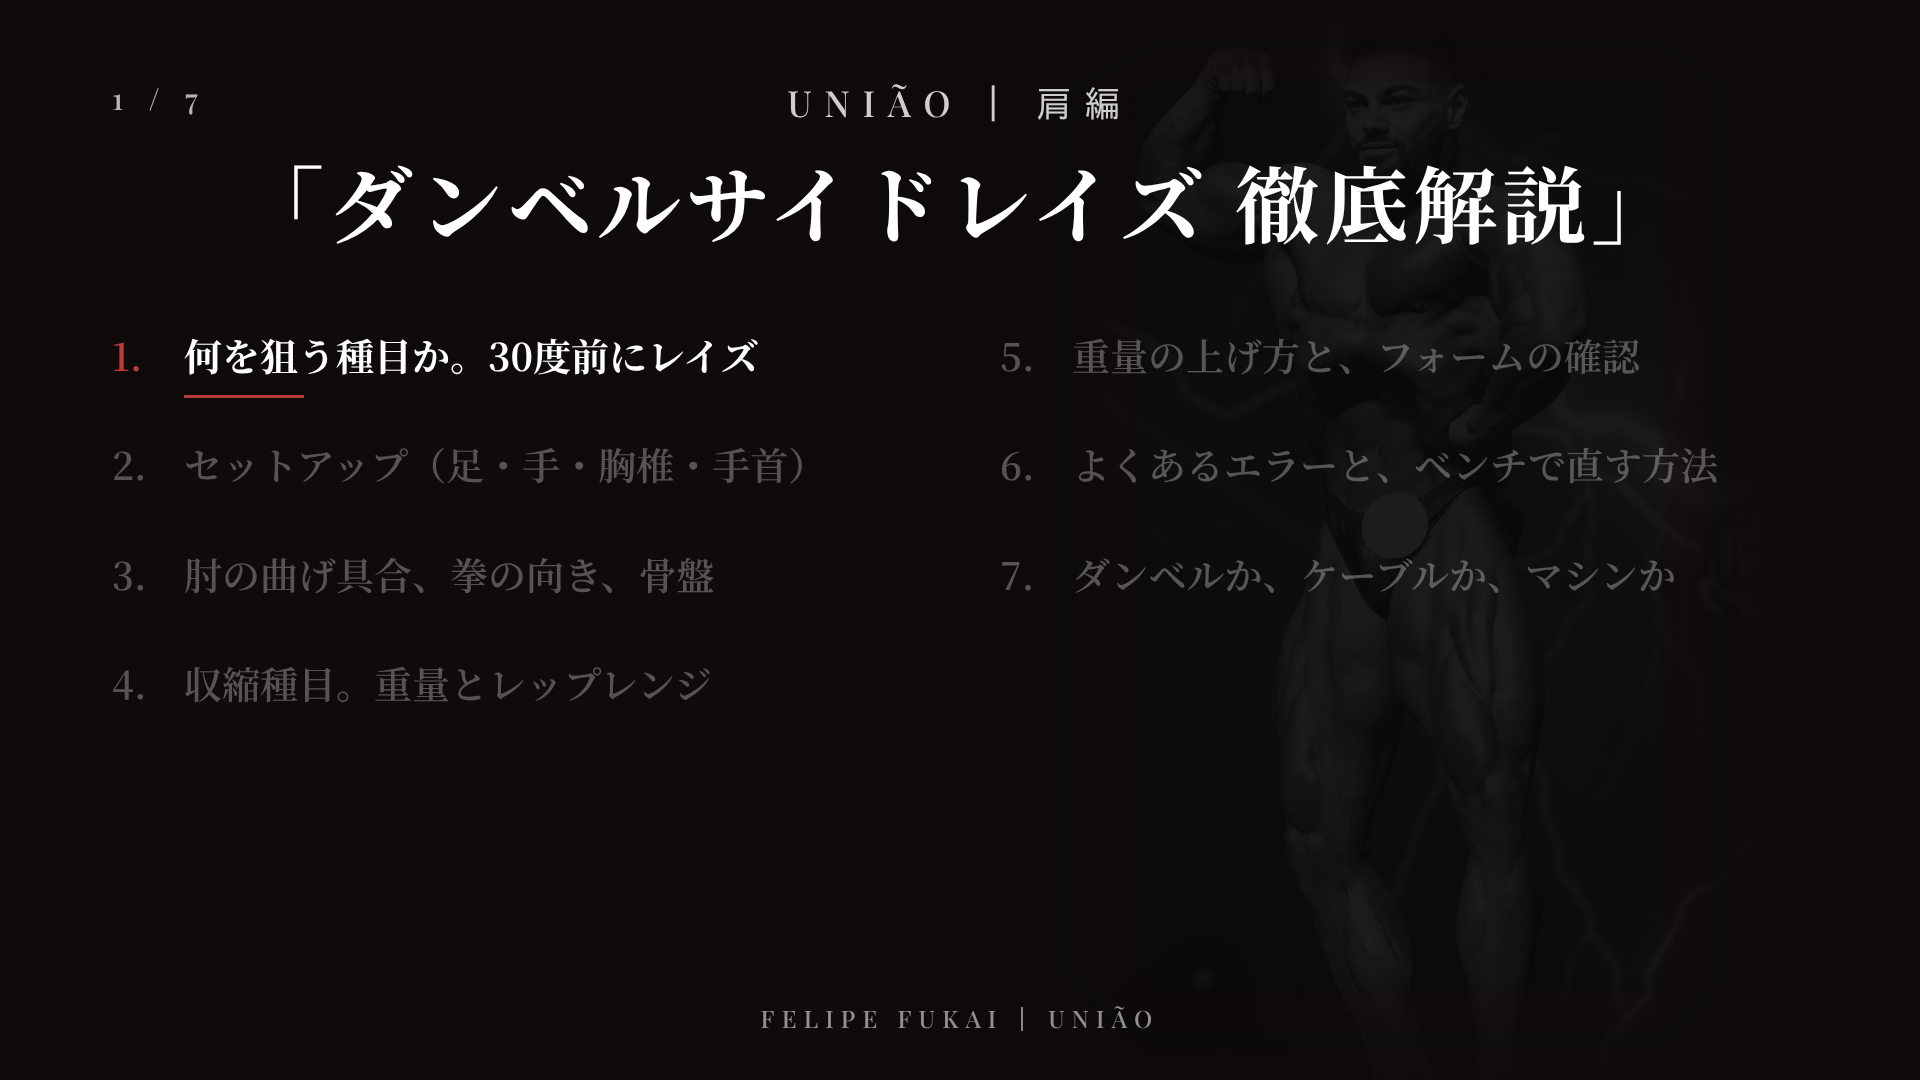 1 / 7
UNIÃO | 肩編
「ダンベルサイドレイズ 徹底解説」
1. 何を狙う種目か。30度前にレイズ
2. セットアップ（足・手・胸椎・手首）
3. 肘の曲げ具合、拳の向き、骨盤
4. 収縮種目。重量とレップレンジ
5. 重量の上げ方と、フォームの確認
6. よくあるエラーと、ベンチで直す方法
7. ダンベルか、ケーブルか、マシンか
FELIPE FUKAI | UNIÃO